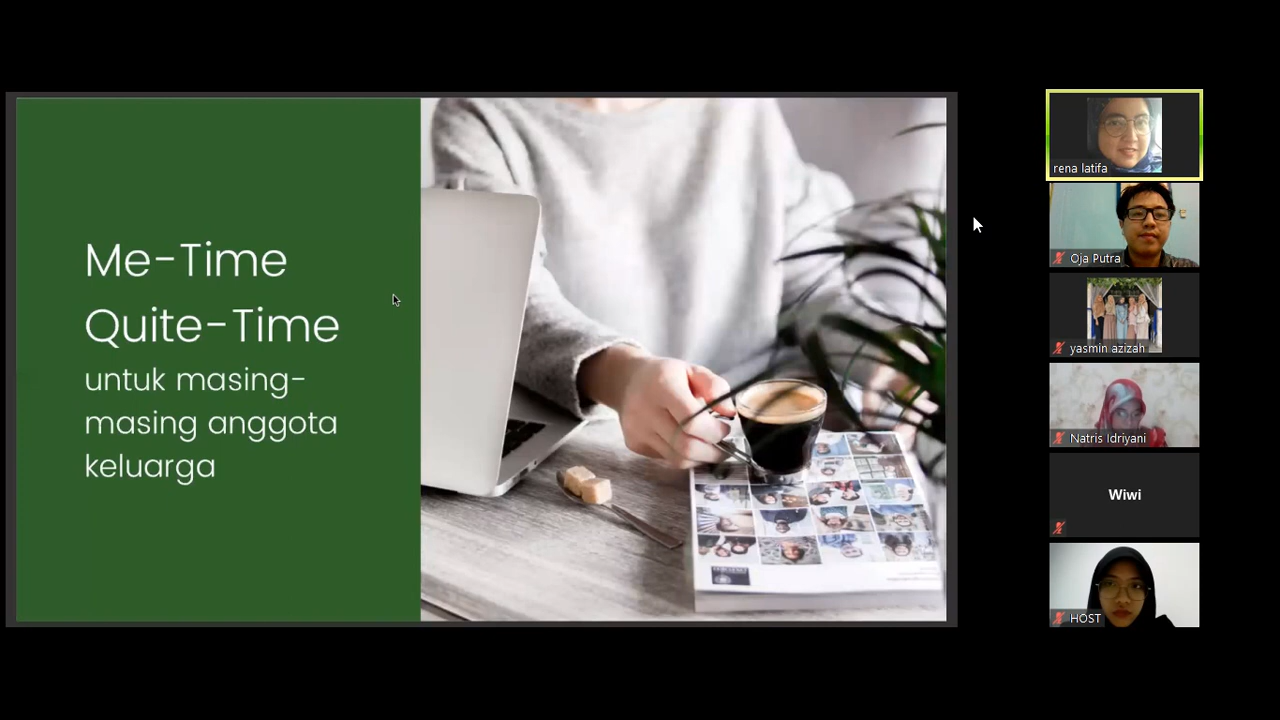 Me-Time
Quite-Time
untuk masing-
masing anggota
keluarga
rena latifa
Oja Putra
yasmin azizah
Natris Idriyani
Wiwi
HOST